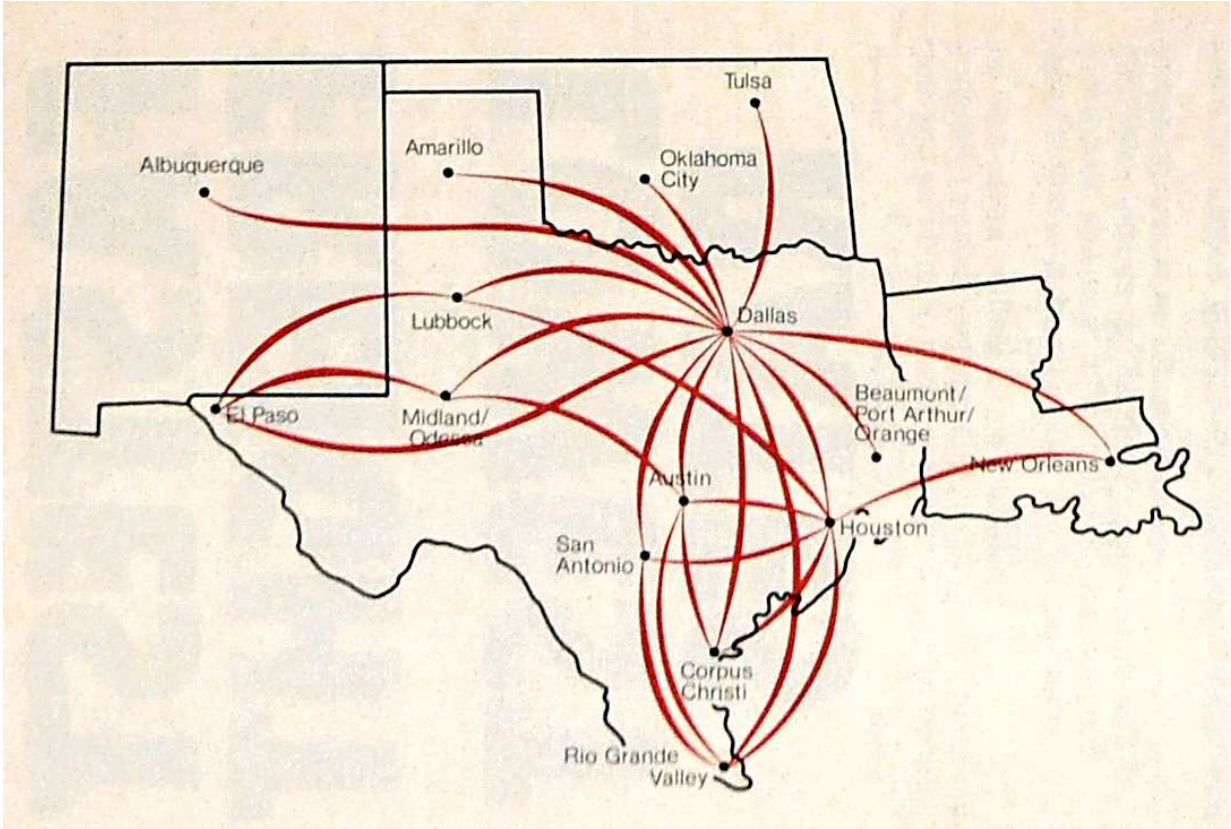 Tulsa
Albuquerque
Amarillo
Oklahoma
City
Lubbock
Dallas
El Paso
Midland/
Odessa
Beaumont/
Port Arthur/
Orange
New Orleans
Austin
Houston
San
Antonio
Corpus
Christi
Rio Grande
Valley